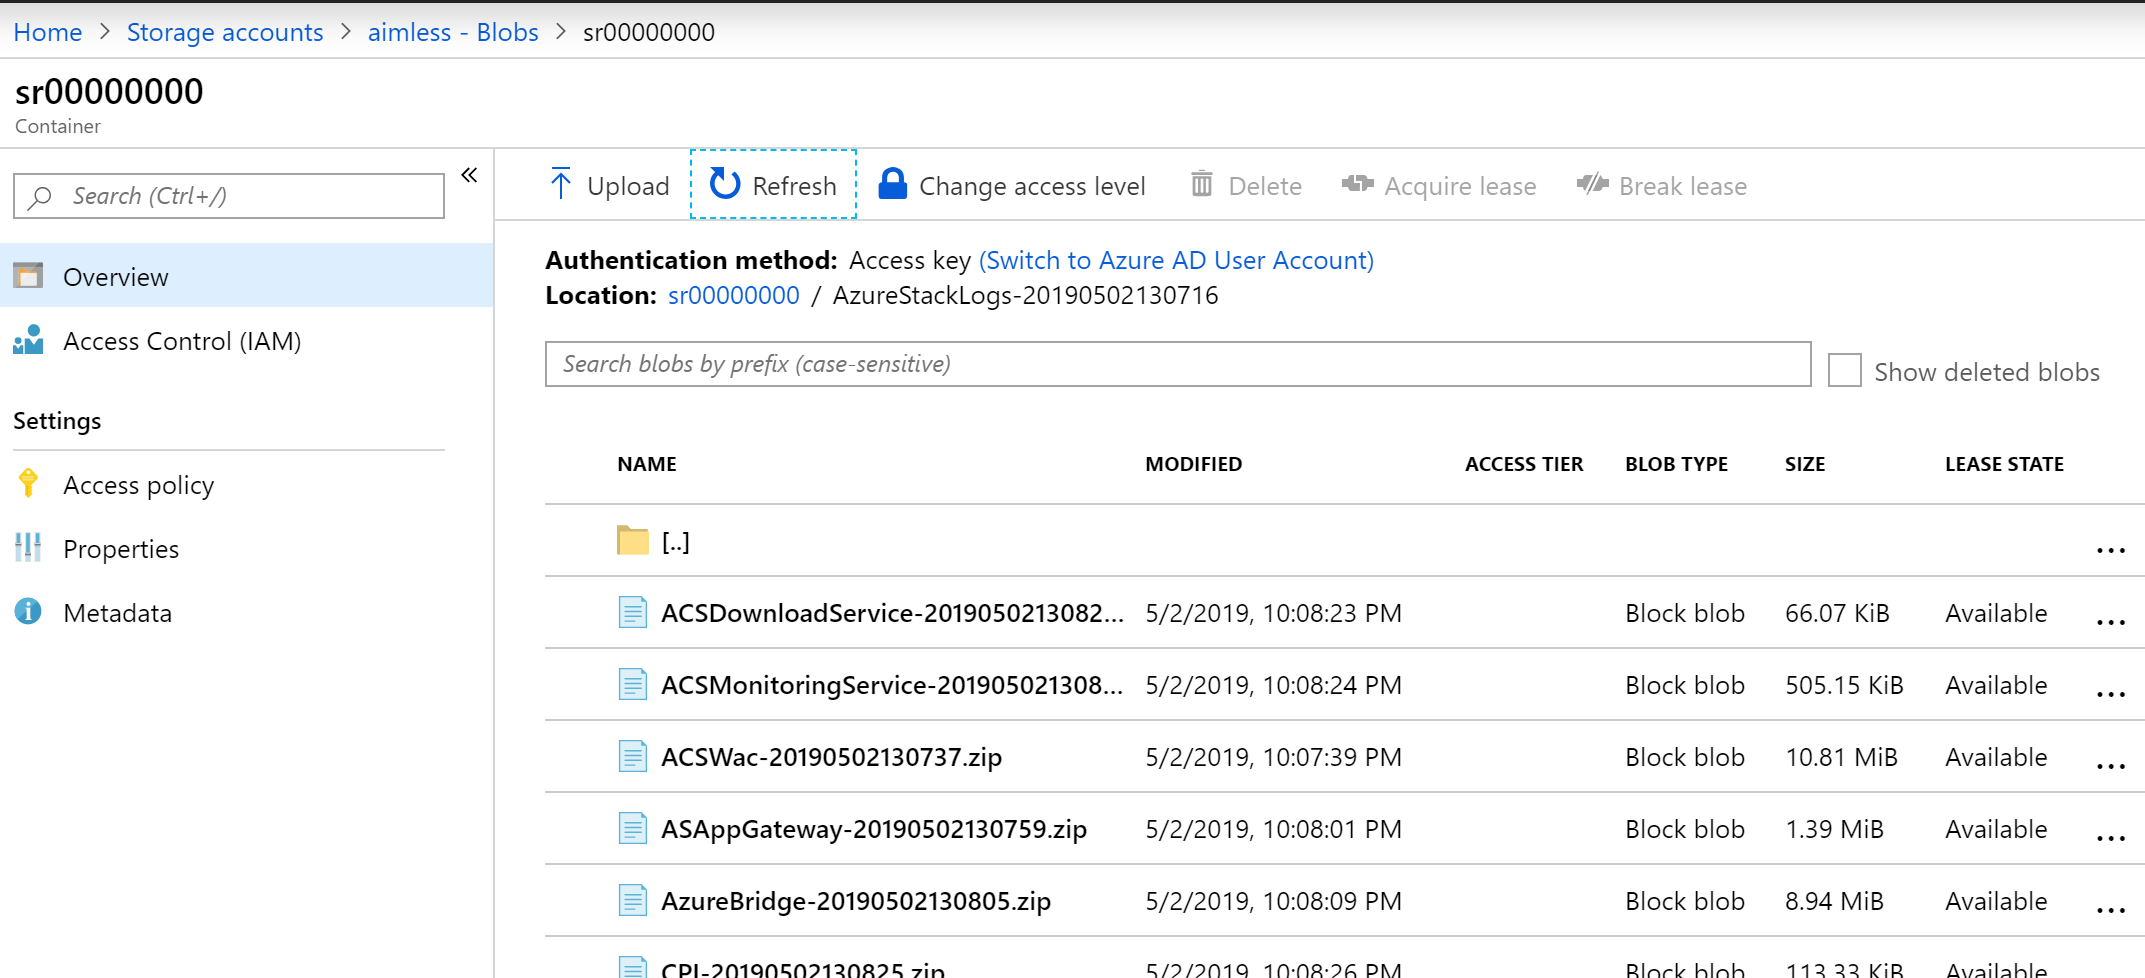 Home > Storage accounts > aimless - Blobs > sr00000000
sr00000000
Container
Search (Ctrl+/)
«
Overview
Access Control (IAM)
Settings
Access policy
Properties
Metadata
Upload Refresh Change access level Delete Acquire lease Break lease
Authentication method: Access key (Switch to Azure AD User Account)
Location: sr00000000 / AzureStackLogs-20190502130716
Search blobs by prefix (case-sensitive) Show deleted blobs
NAME MODIFIED ACCESS TIER BLOB TYPE SIZE LEASE STATE
[..] ...
ACSDownloadService-2019050213082... 5/2/2019, 10:08:23 PM Block blob 66.07 KiB Available ...
ACSMonitoringService-201905021308... 5/2/2019, 10:08:24 PM Block blob 505.15 KiB Available ...
ACSWac-20190502130737.zip 5/2/2019, 10:07:39 PM Block blob 10.81 MiB Available ...
ASAppGateway-20190502130759.zip 5/2/2019, 10:08:01 PM Block blob 1.39 MiB Available ...
AzureBridge-20190502130805.zip 5/2/2019, 10:08:09 PM Block blob 8.94 MiB Available ...
CPI-20190502130825.zip 5/2/2019, 10:08:26 PM Block blob 113.33 KiB Available